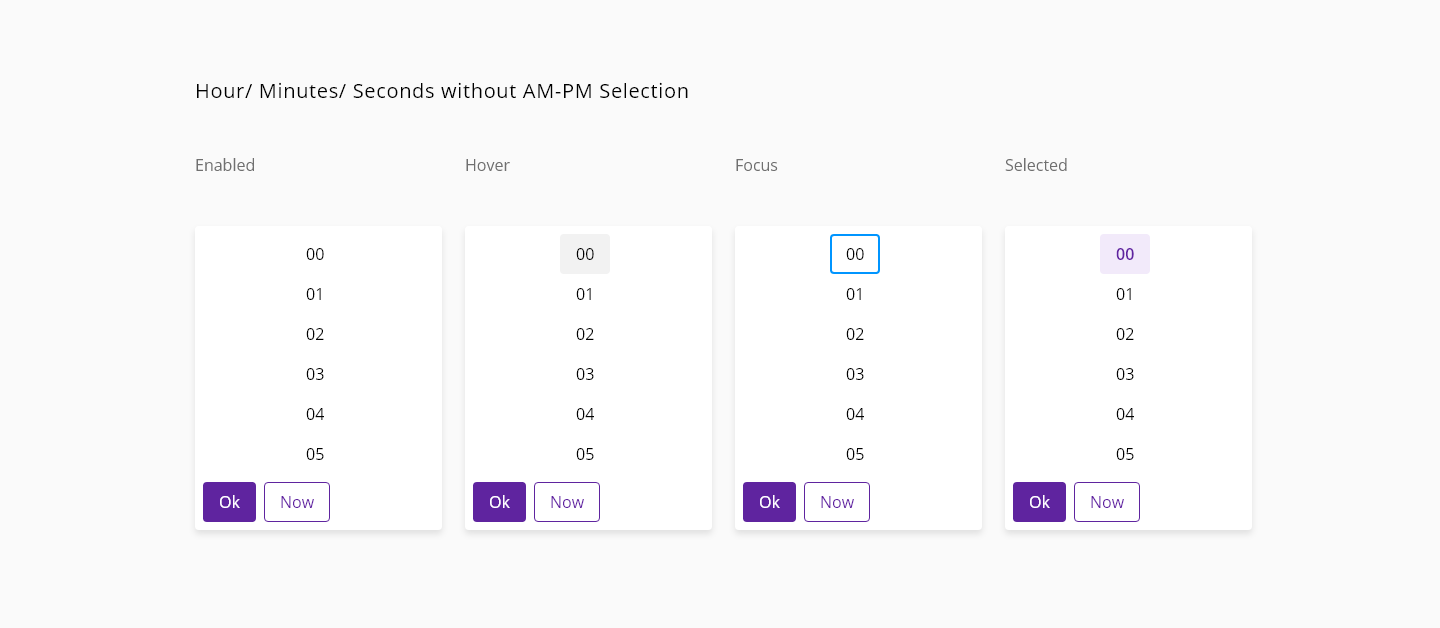 Hour/ Minutes/ Seconds without AM-PM Selection
Enabled Hover Focus Selected
00 00 00 00
01 01 01 01
02 02 02 02
03 03 03 03
04 04 04 04
05 05 05 05
Ok Now Ok Now Ok Now Ok Now